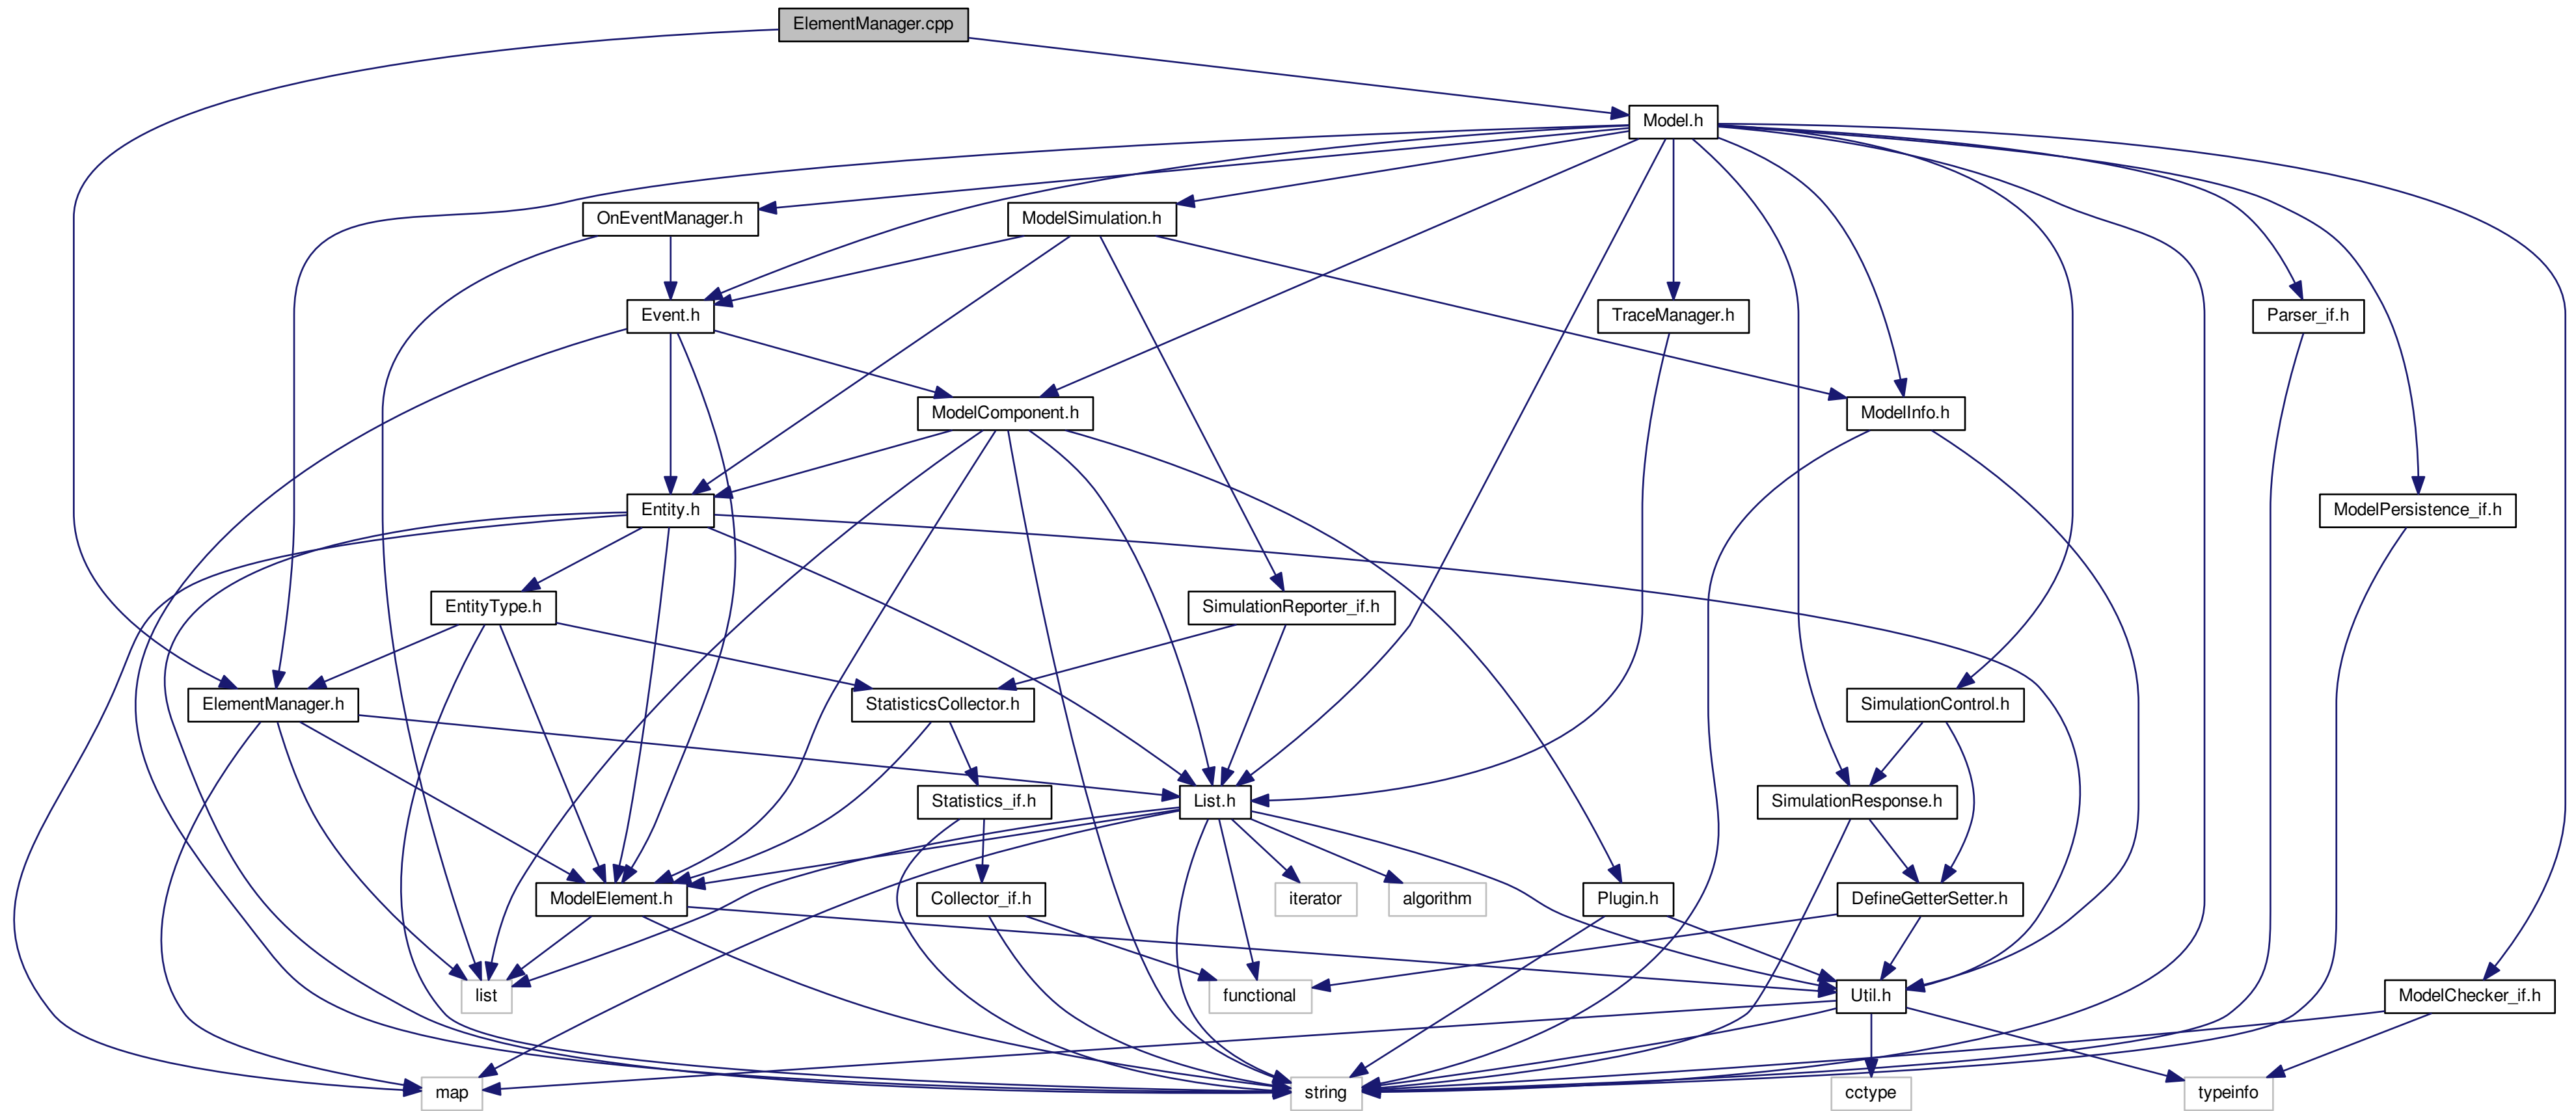 ElementManager.cpp
Model.h
OnEventManager.h
ModelSimulation.h
Event.h
TraceManager.h
Parser_if.h
ModelComponent.h
ModelInfo.h
Entity.h
ModelPersistence_if.h
EntityType.h
SimulationReporter_if.h
ElementManager.h
StatisticsCollector.h
SimulationControl.h
Statistics_if.h
List.h
SimulationResponse.h
ModelElement.h
Collector_if.h
iterator
algorithm
Plugin.h
DefineGetterSetter.h
list
functional
Util.h
ModelChecker_if.h
map
string
cctype
typeinfo